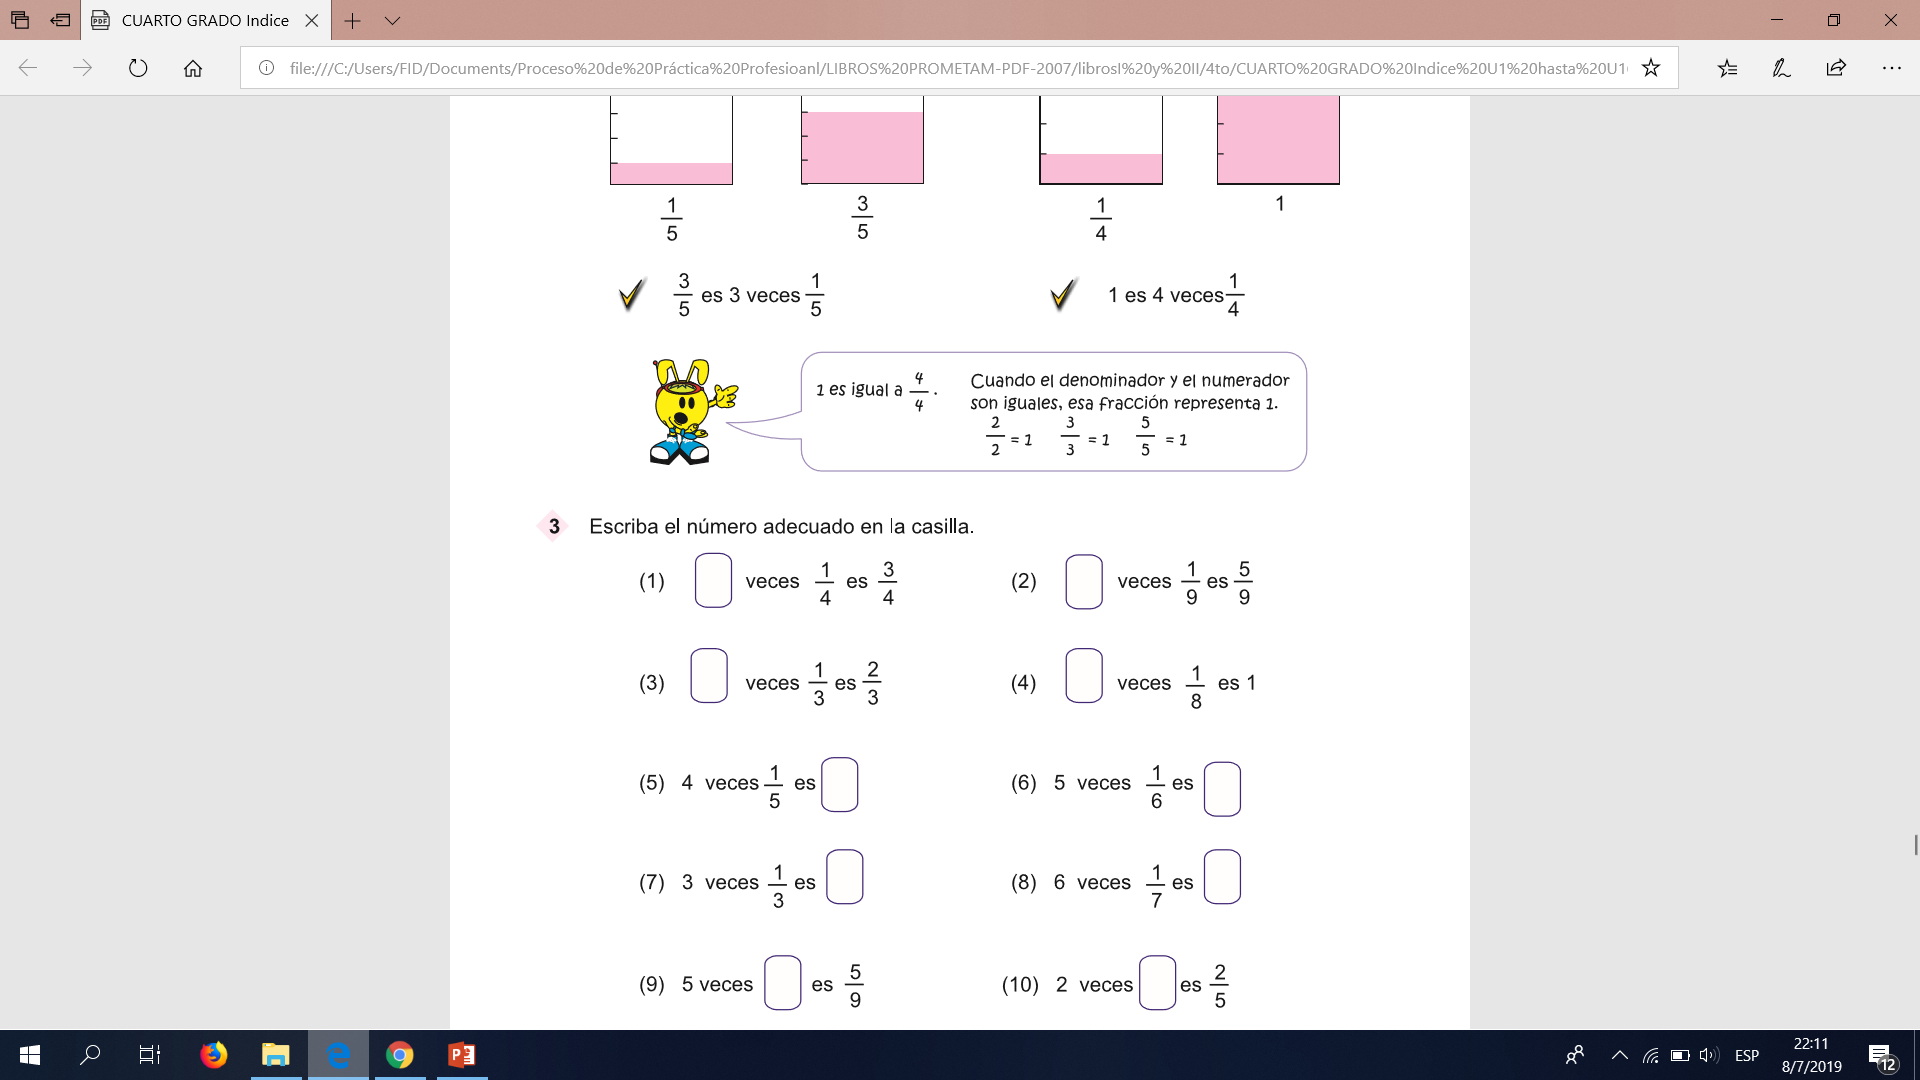 CUARTO GRADO Indice
file:///C:/Users/FID/Documents/Proceso%20de%20Práctica%20Profesioanl/LIBROS%20PROMETAM-PDF-2007/librosI%20y%20II/4to/CUARTO%20GRADO%20Indice%20U1%20hasta%20U1
1/5 3/5 1/4 1
3/5 es 3 veces 1/5
1 es 4 veces 1/4
1 es igual a 4/4 .
Cuando el denominador y el numerador
son iguales, esa fracción representa 1.
2/2 = 1 3/3 = 1 5/5 = 1
3 Escriba el número adecuado en la casilla.
(1) veces 1/4 es 3/4
(2) veces 1/9 es 5/9
(3) veces 1/3 es 2/3
(4) veces 1/8 es 1
(5) 4 veces 1/5 es
(6) 5 veces 1/6 es
(7) 3 veces 1/3 es
(8) 6 veces 1/7 es
(9) 5 veces es 5/9
(10) 2 veces es 2/5
ESP
22:11
8/7/2019
12